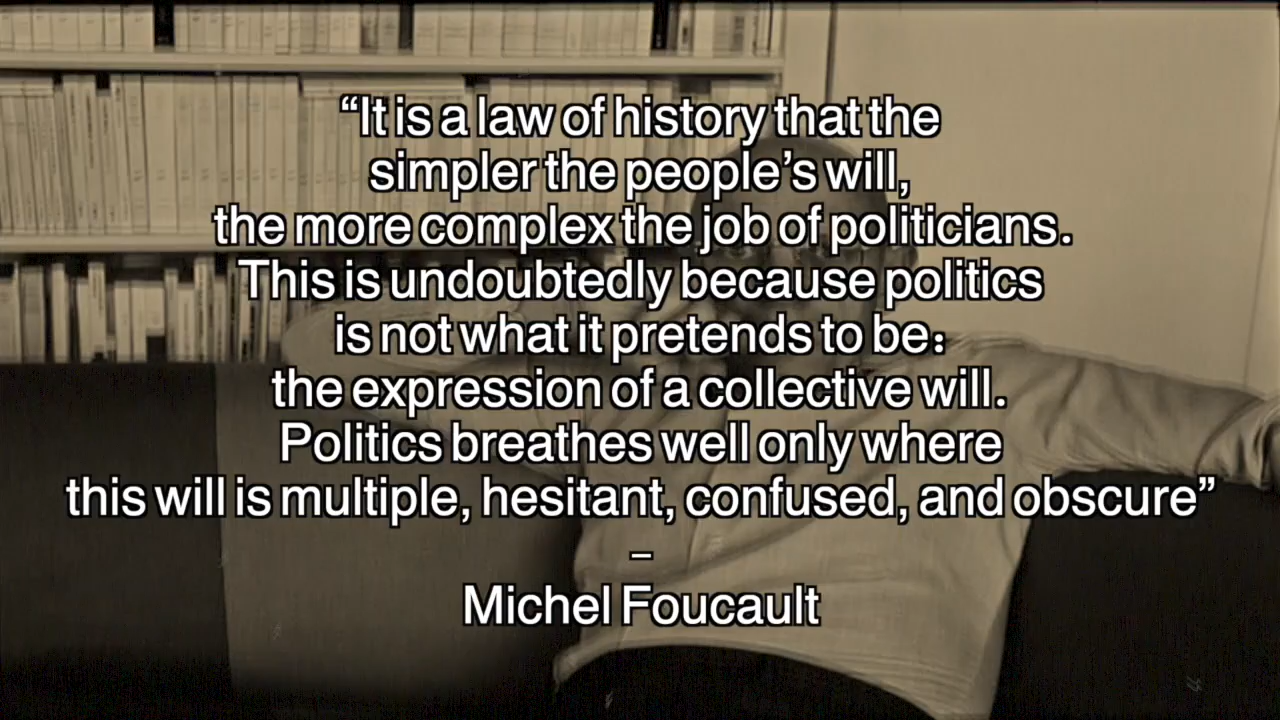 “It is a law of history that the
simpler the people’s will,
the more complex the job of politicians.
This is undoubtedly because politics
is not what it pretends to be:
the expression of a collective will.
Politics breathes well only where
this will is multiple, hesitant, confused, and obscure”
–
Michel Foucault